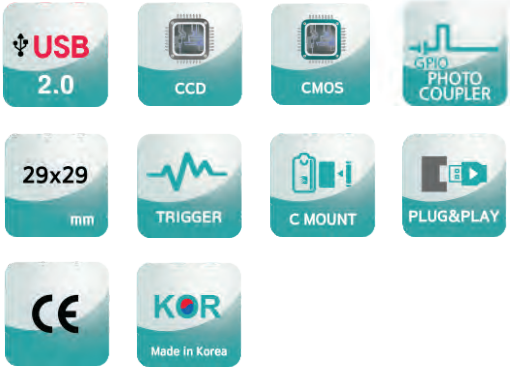 USB
2.0
CCD
CMOS
GPIO
PHOTO
COUPLER
29x29
mm
TRIGGER
C MOUNT
PLUG&PLAY
CE
KOR
Made in Korea